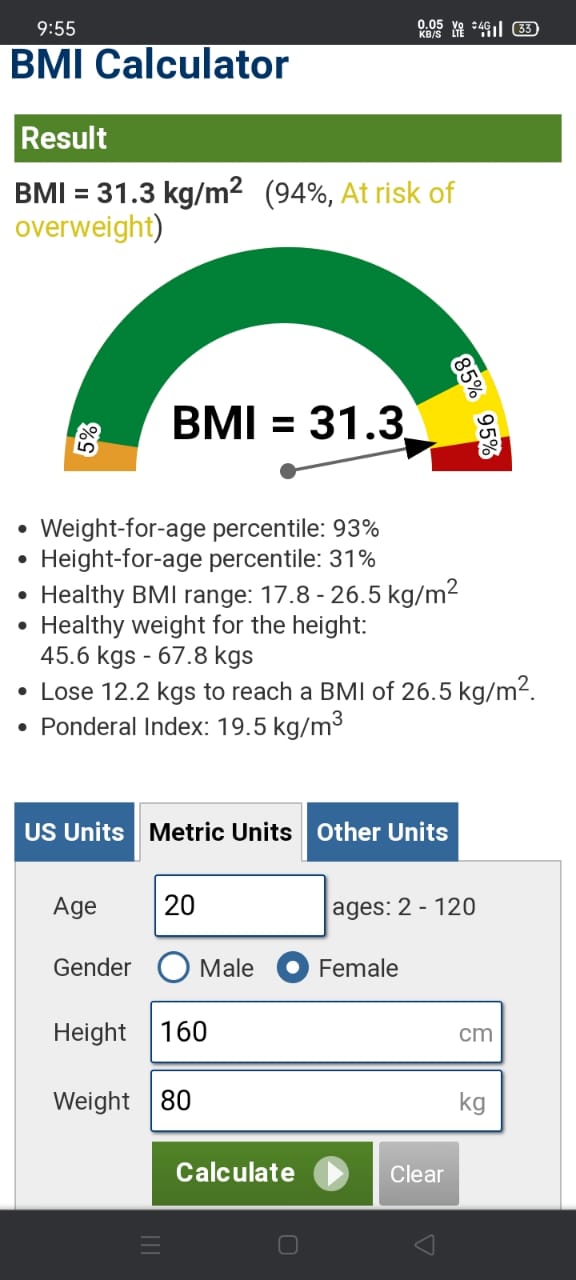 9:55
0.05 KB/S Vo LTE 4G 33
BMI Calculator
Result
BMI = 31.3 kg/m² (94%, At risk of
overweight)
5%
85%
95%
BMI = 31.3
• Weight-for-age percentile: 93%
• Height-for-age percentile: 31%
• Healthy BMI range: 17.8 - 26.5 kg/m²
• Healthy weight for the height:
45.6 kgs - 67.8 kgs
• Lose 12.2 kgs to reach a BMI of 26.5 kg/m².
• Ponderal Index: 19.5 kg/m³
US Units Metric Units Other Units
Age 20 ages: 2 - 120
Gender Male Female
Height 160 cm
Weight 80 kg
Calculate Clear